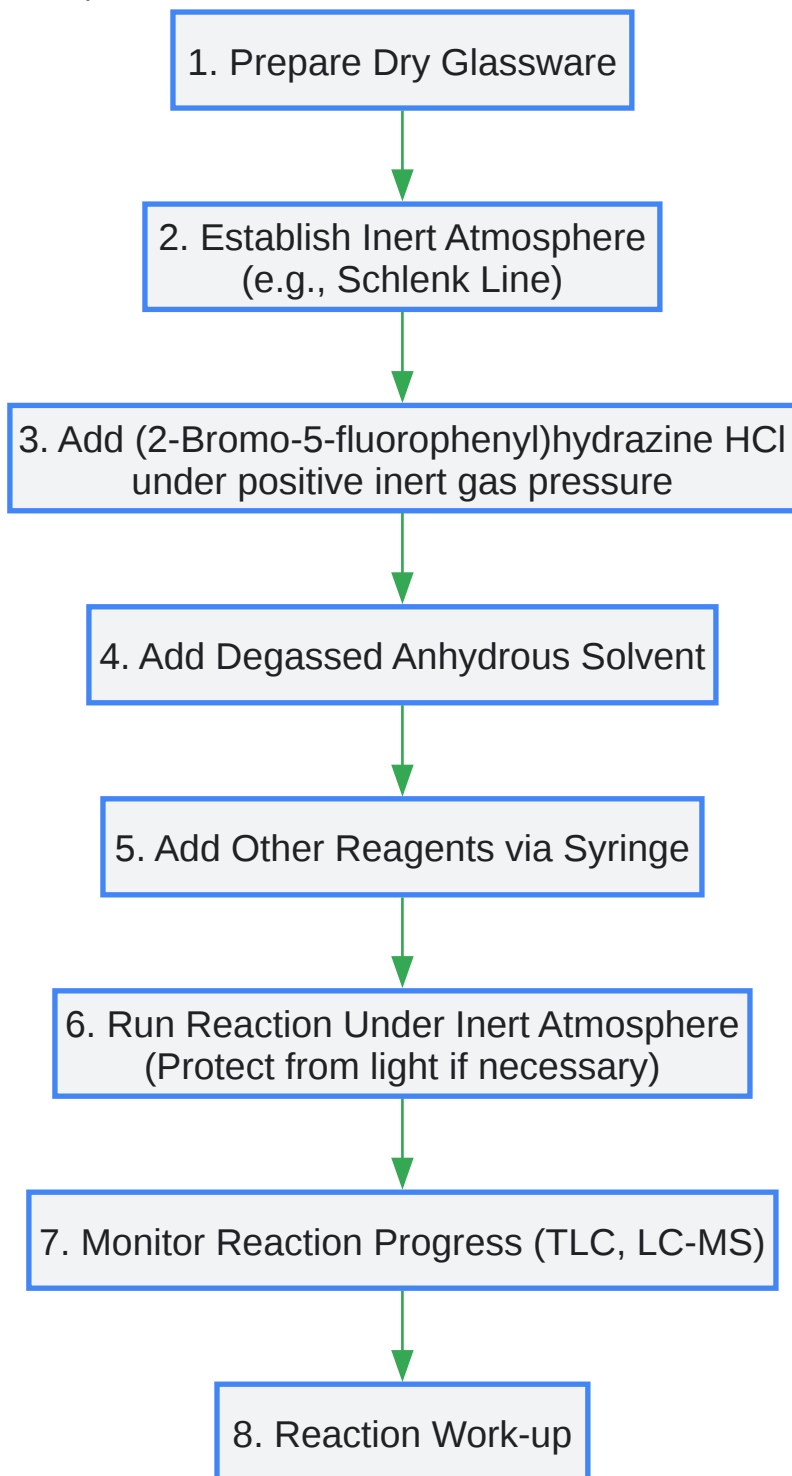 1. Prepare Dry Glassware
2. Establish Inert Atmosphere
(e.g., Schlenk Line)
3. Add (2-Bromo-5-fluorophenyl)hydrazine HCl
under positive inert gas pressure
4. Add Degassed Anhydrous Solvent
5. Add Other Reagents via Syringe
6. Run Reaction Under Inert Atmosphere
(Protect from light if necessary)
7. Monitor Reaction Progress (TLC, LC-MS)
8. Reaction Work-up